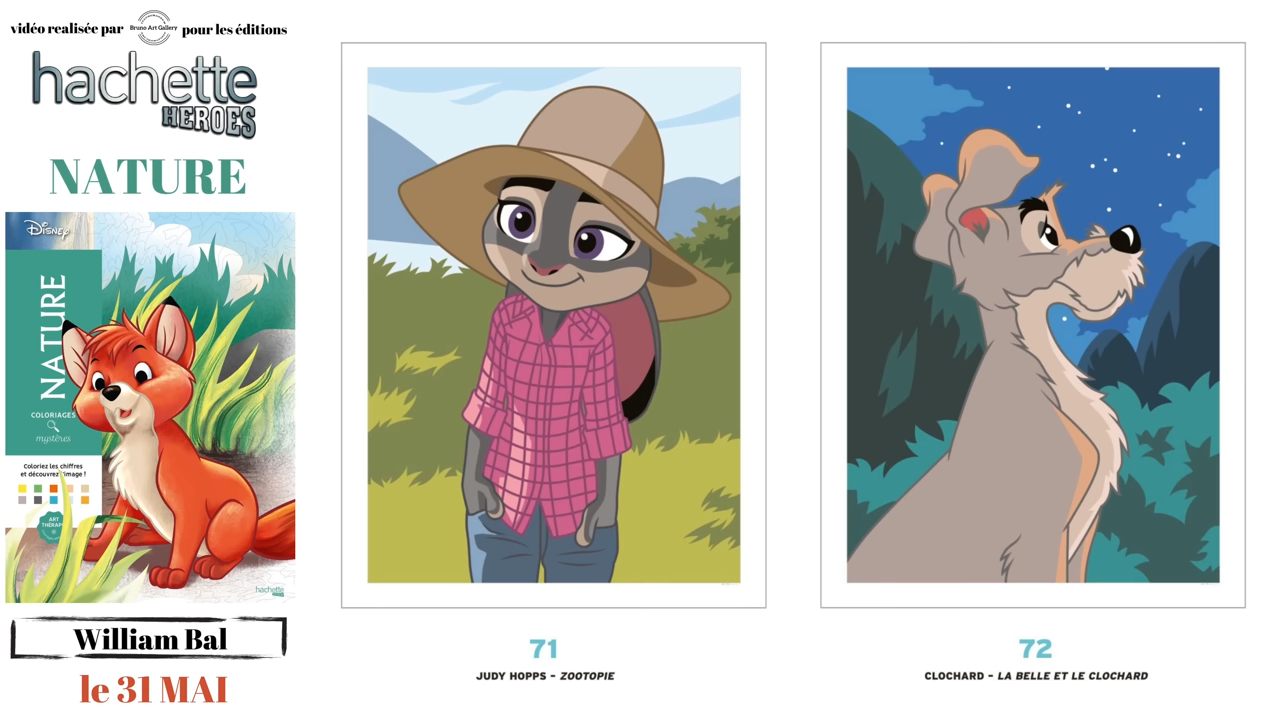 vidéo realisée par
Bruno Art Gallery
pour les éditions
hachette
HEROES
NATURE
Disney
NATURE
COLORIAGES
mystères
Coloriez les chiffres
et découvrez l'image !
ART
THÉRAPIE
hachette
William Bal
le 31 MAI
71
JUDY HOPPS – ZOOTOPIE
72
CLOCHARD – LA BELLE ET LE CLOCHARD